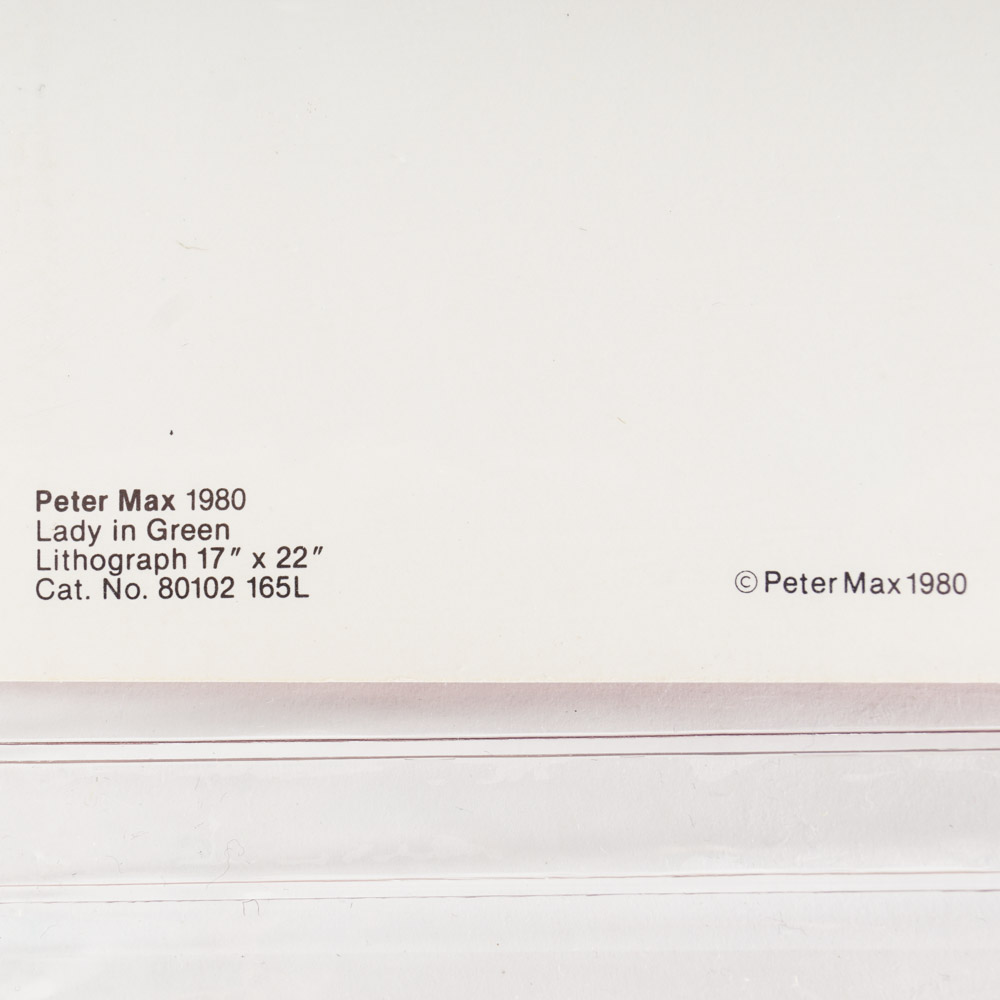 Peter Max 1980
Lady in Green
Lithograph 17" x 22"
Cat. No. 80102 165L
© Peter Max 1980